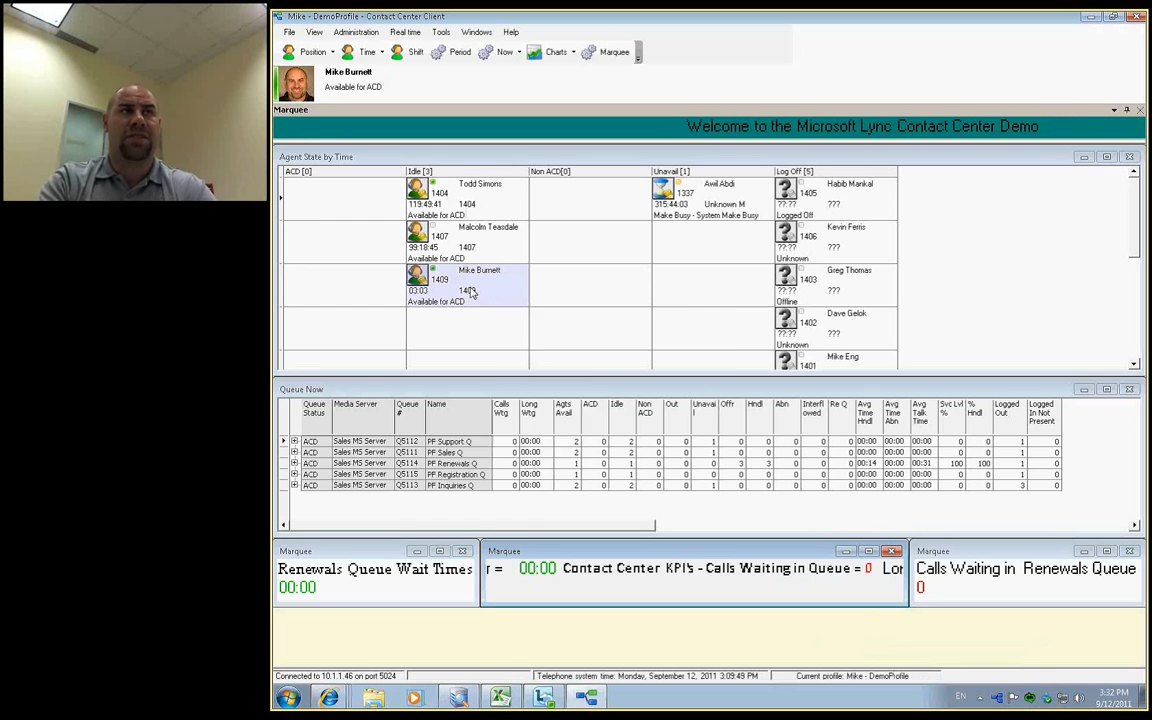 Mike - DemoProfile - Contact Center Client
File View Administration Real time Tools Windows Help
Position Time Shift Period Now Charts Marquee
Mike Burnett
Available for ACD
Marquee
Welcome to the Microsoft Lync Contact Center Demo
Agent State by Time
ACD [0] Idle [3] Non ACD[0] Unavail [1] Log Off [5]
Todd Simons
1404
119:49:41 1404
Available for ACD
Malcolm Teasdale
1407
99:18:45 1407
Available for ACD
Mike Burnett
1409
03:03
Available for ACD
Awil Abdi
1337
315:44:03 Unknown M
Make Busy - System Make Busy
Habib Mankal
1405
??:?? ???
Logged Off
Kevin Ferris
1406
??:?? ???
Unknown
Greg Thomas
1403
??:?? ???
Offline
Dave Gelok
1402
??:?? ???
Unknown
Mike Eng
1401
Queue Now
Queue Status Media Server Queue # Name Calls Wtg Long Wtg Agts Avail ACD Idle Non ACD Out Unavail Offr Hndl Abn Interflowed Re Q Avg Time Hndl Avg Time Abn Avg Talk Time Svc Lvl % % Hndl Logged Out Logged In Not Present
ACD Sales MS Server Q5112 PF Support Q 0 00:00 2 0 2 0 0 1 0 0 0 0 0 00:00 00:00 00:00 0 0 1 0
ACD Sales MS Server Q5111 PF Sales Q 0 00:00 2 0 2 0 0 0 0 0 0 0 0 00:00 00:00 00:00 0 0 1 0
ACD Sales MS Server Q5114 PF Renewals Q 0 00:00 1 0 1 0 0 0 3 3 0 0 0 00:14 00:00 00:31 100 100 1 0
ACD Sales MS Server Q5115 PF Registration Q 0 00:00 1 0 1 0 0 0 0 0 0 0 0 00:00 00:00 00:00 0 0 1 0
ACD Sales MS Server Q5113 PF Inquiries Q 0 00:00 2 0 2 0 0 1 0 0 0 0 0 00:00 00:00 00:00 0 0 3 0
Marquee
Renewals Queue Wait Times
00:00
Marquee
r = 00:00 Contact Center KPI's - Calls Waiting in Queue = 0 Lor
Marquee
Calls Waiting in Renewals Queue
0
Connected to 10.1.1.46 on port 5024 Telephone system time: Monday, September 12, 2011 3:09:49 PM Current profile: Mike - DemoProfile
EN 3:32 PM
9/12/2011